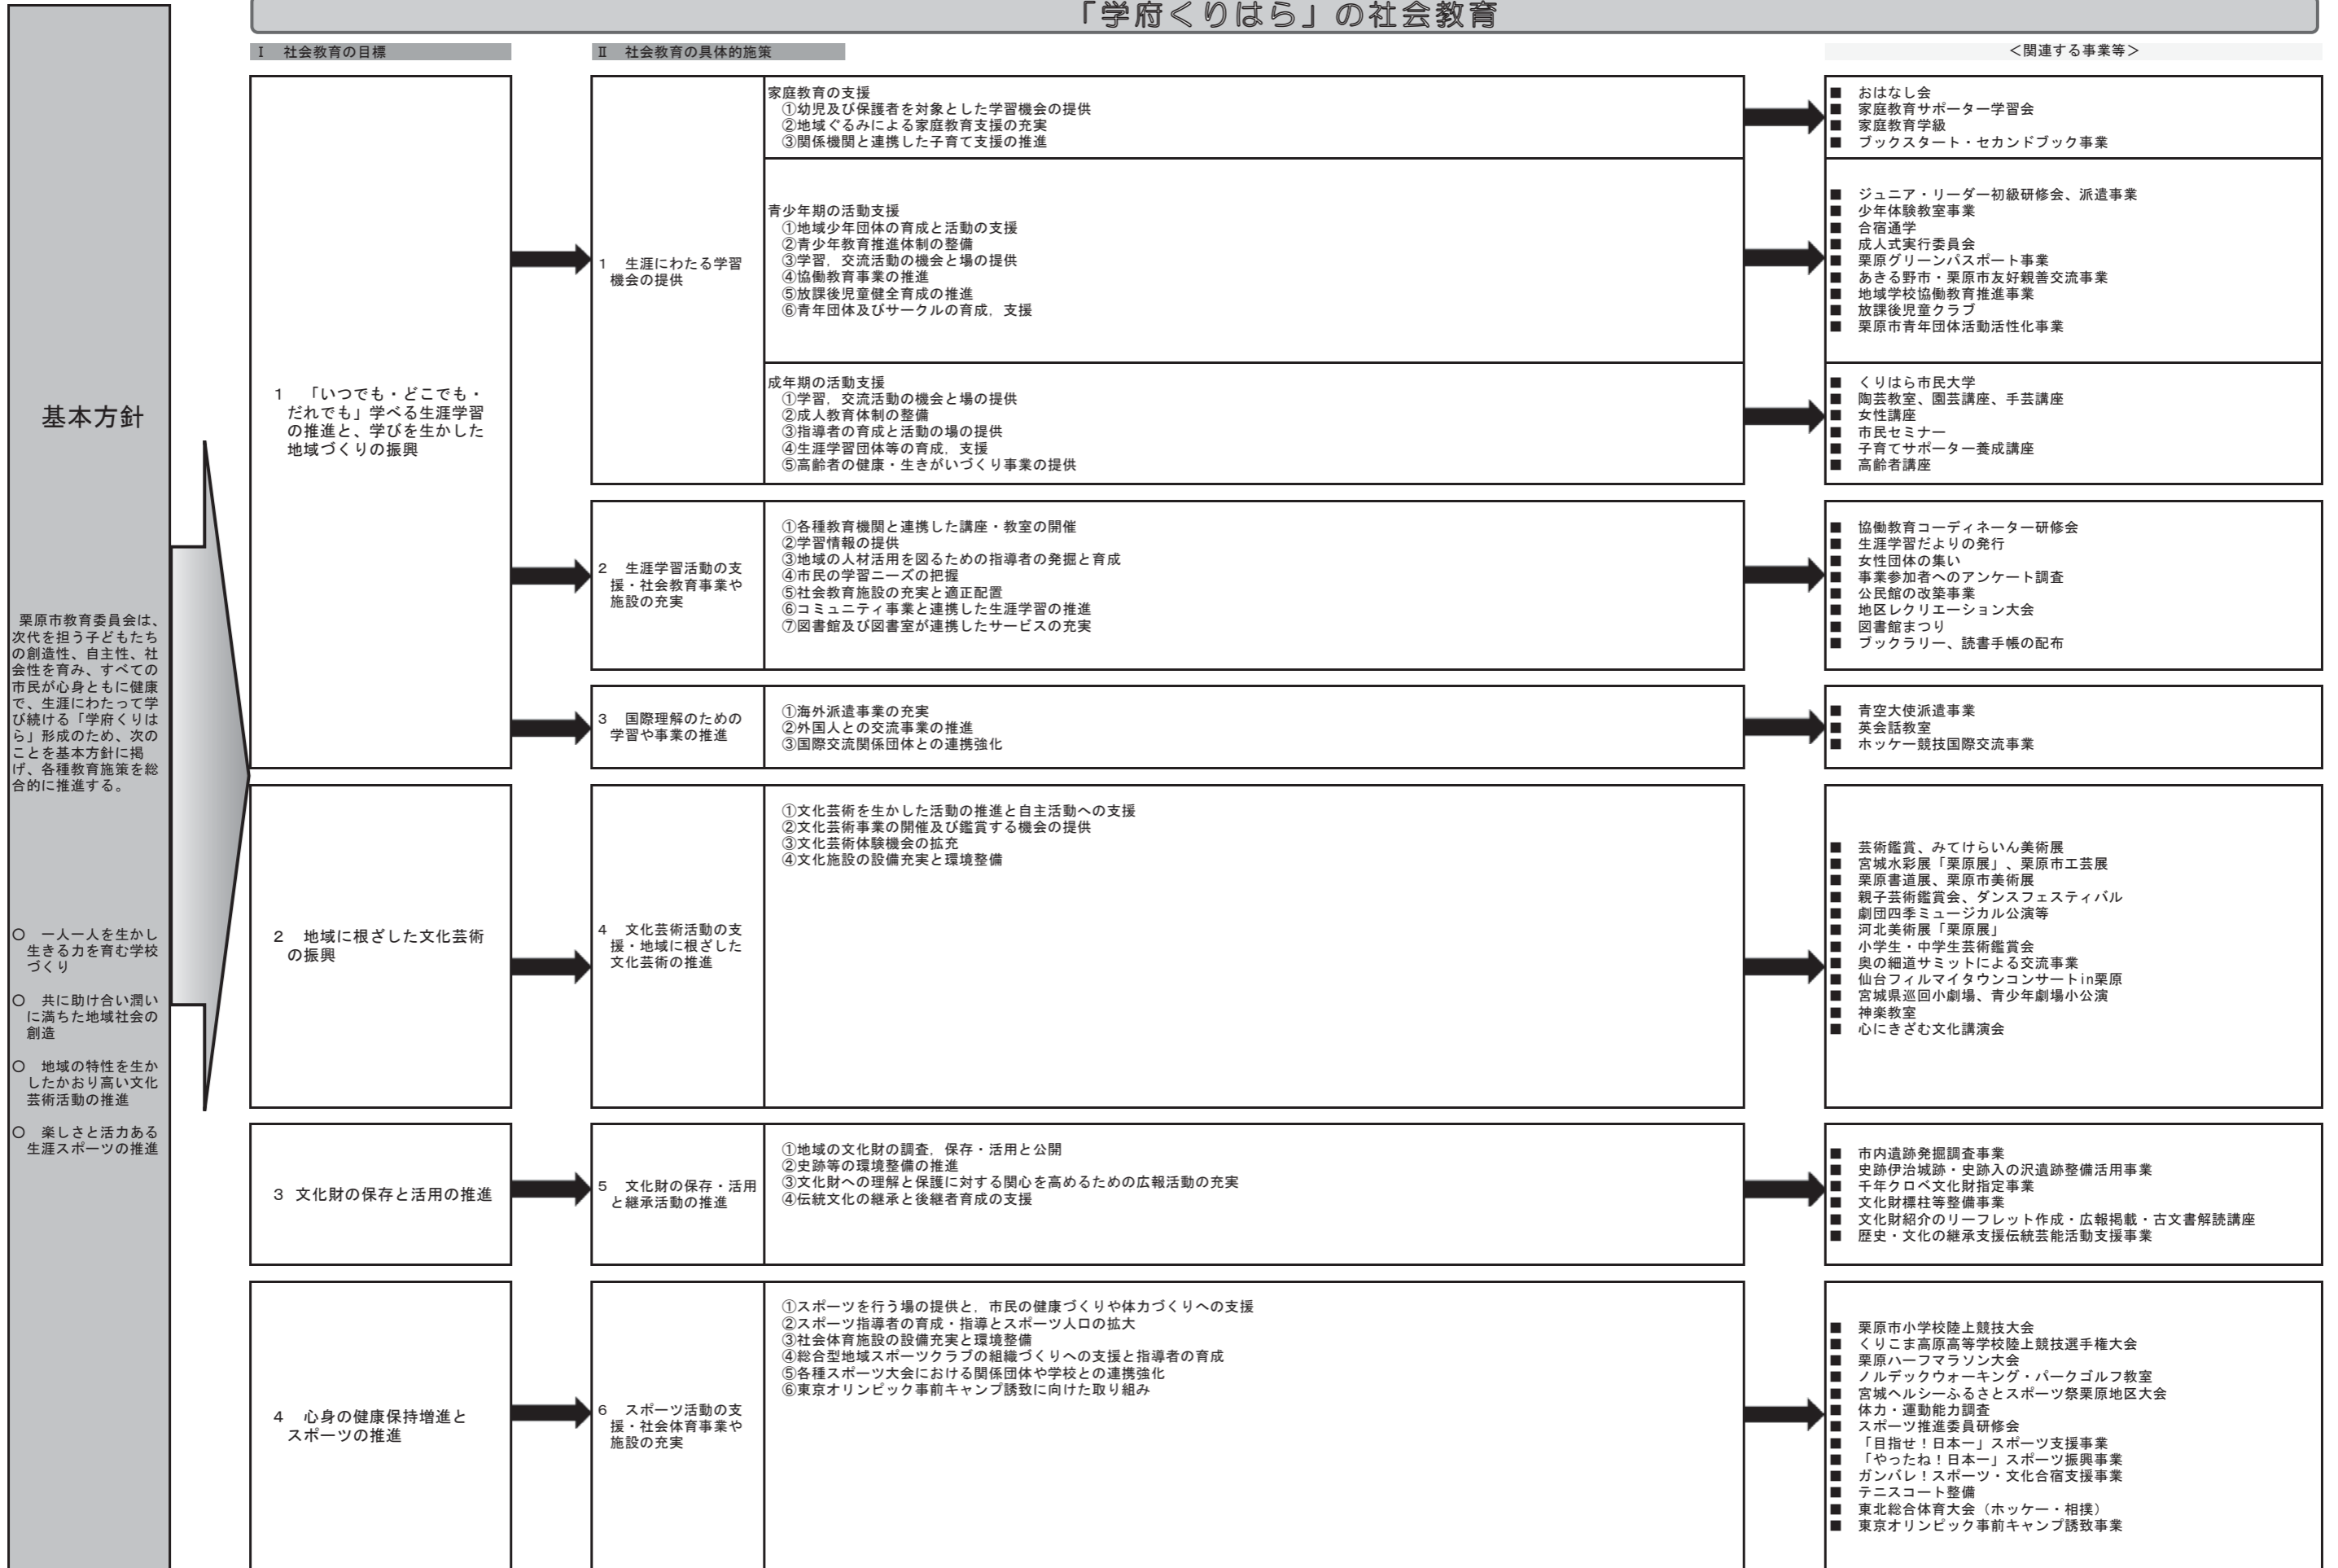 「学府くりはら」の社会教育
Ⅰ　社会教育の目標
Ⅱ　社会教育の具体的施策
＜関連する事業等＞
基本方針
栗原市教育委員会は、
次代を担う子どもたち
の創造性、自主性、社
会性を育み、すべての
市民が心身ともに健康
で、生涯にわたって学
び続ける「学府くりは
ら」形成のため、次の
ことを基本方針に掲
げ、各種教育施策を総
合的に推進する。
○　一人一人を生かし
生きる力を育む学校
づくり
○　共に助け合い潤い
に満ちた地域社会の
創造
○　地域の特性を生か
したかおり高い文化
芸術活動の推進
○　楽しさと活力ある
生涯スポーツの推進
1　「いつでも・どこでも・
だれでも」学べる生涯学習
の推進と、学びを生かした
地域づくりの振興
1　生涯にわたる学習
機会の提供
家庭教育の支援
①幼児及び保護者を対象とした学習機会の提供
②地域ぐるみによる家庭教育支援の充実
③関係機関と連携した子育て支援の推進
■　おはなし会
■　家庭教育サポーター学習会
■　家庭教育学級
■　ブックスタート・セカンドブック事業
青少年期の活動支援
①地域少年団体の育成と活動の支援
②青少年教育推進体制の整備
③学習，交流活動の機会と場の提供
④協働教育事業の推進
⑤放課後児童健全育成の推進
⑥青年団体及びサークルの育成，支援
■　ジュニア・リーダー初級研修会、派遣事業
■　少年体験教室事業
■　合宿通学
■　成人式実行委員会
■　栗原グリーンパスポート事業
■　あきる野市・栗原市友好親善交流事業
■　地域学校協働教育推進事業
■　放課後児童クラブ
■　栗原市青年団体活動活性化事業
成年期の活動支援
①学習，交流活動の機会と場の提供
②成人教育体制の整備
③指導者の育成と活動の場の提供
④生涯学習団体等の育成，支援
⑤高齢者の健康・生きがいづくり事業の提供
■　くりはら市民大学
■　陶芸教室、園芸講座、手芸講座
■　女性講座
■　市民セミナー
■　子育てサポーター養成講座
■　高齢者講座
2　生涯学習活動の支
援・社会教育事業や
施設の充実
①各種教育機関と連携した講座・教室の開催
②学習情報の提供
③地域の人材活用を図るための指導者の発掘と育成
④市民の学習ニーズの把握
⑤社会教育施設の充実と適正配置
⑥コミュニティ事業と連携した生涯学習の推進
⑦図書館及び図書室が連携したサービスの充実
■　協働教育コーディネーター研修会
■　生涯学習だよりの発行
■　女性団体の集い
■　事業参加者へのアンケート調査
■　公民館の改築事業
■　地区レクリエーション大会
■　図書館まつり
■　ブックラリー、読書手帳の配布
3　国際理解のための
学習や事業の推進
①海外派遣事業の充実
②外国人との交流事業の推進
③国際交流関係団体との連携強化
■　青空大使派遣事業
■　英会話教室
■　ホッケー競技国際交流事業
2　地域に根ざした文化芸術
の振興
4　文化芸術活動の支
援・地域に根ざした
文化芸術の推進
①文化芸術を生かした活動の推進と自主活動への支援
②文化芸術事業の開催及び鑑賞する機会の提供
③文化芸術体験機会の拡充
④文化施設の設備充実と環境整備
■　芸術鑑賞、みてけらいん美術展
■　宮城水彩展「栗原展」、栗原市工芸展
■　栗原書道展、栗原市美術展
■　親子芸術鑑賞会、ダンスフェスティバル
■　劇団四季ミュージカル公演等
■　河北美術展「栗原展」
■　小学生・中学生芸術鑑賞会
■　奥の細道サミットによる交流事業
■　仙台フィルマイタウンコンサートin栗原
■　宮城県巡回小劇場、青少年劇場小公演
■　神楽教室
■　心にきざむ文化講演会
3　文化財の保存と活用の推進
5　文化財の保存・活用
と継承活動の推進
①地域の文化財の調査，保存・活用と公開
②史跡等の環境整備の推進
③文化財への理解と保護に対する関心を高めるための広報活動の充実
④伝統文化の継承と後継者育成の支援
■　市内遺跡発掘調査事業
■　史跡伊治城跡・史跡入の沢遺跡整備活用事業
■　千年クロベ文化財指定事業
■　文化財標柱等整備事業
■　文化財紹介のリーフレット作成・広報掲載・古文書解読講座
■　歴史・文化の継承支援伝統芸能活動支援事業
4　心身の健康保持増進と
スポーツの推進
6　スポーツ活動の支
援・社会体育事業や
施設の充実
①スポーツを行う場の提供と，市民の健康づくりや体力づくりへの支援
②スポーツ指導者の育成・指導とスポーツ人口の拡大
③社会体育施設の設備充実と環境整備
④総合型地域スポーツクラブの組織づくりへの支援と指導者の育成
⑤各種スポーツ大会における関係団体や学校との連携強化
⑥東京オリンピック事前キャンプ誘致に向けた取り組み
■　栗原市小学校陸上競技大会
■　くりこま高原高等学校陸上競技選手権大会
■　栗原ハーフマラソン大会
■　ノルデックウォーキング・パークゴルフ教室
■　宮城ヘルシーふるさとスポーツ祭栗原地区大会
■　体力・運動能力調査
■　スポーツ推進委員研修会
■　「目指せ！日本一」スポーツ支援事業
■　「やったね！日本一」スポーツ振興事業
■　ガンバレ！スポーツ・文化合宿支援事業
■　テニスコート整備
■　東北総合体育大会（ホッケー・相撲）
■　東京オリンピック事前キャンプ誘致事業